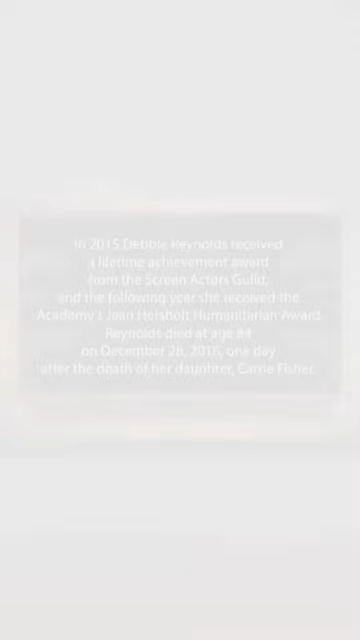 In 2015 Debbie Reynolds received
a lifetime achievement award
from the Screen Actors Guild,
and the following year she received the
Academy's Jean Hersholt Humanitarian Award.
Reynolds died at age 84
on December 28, 2016, one day
after the death of her daughter, Carrie Fisher.